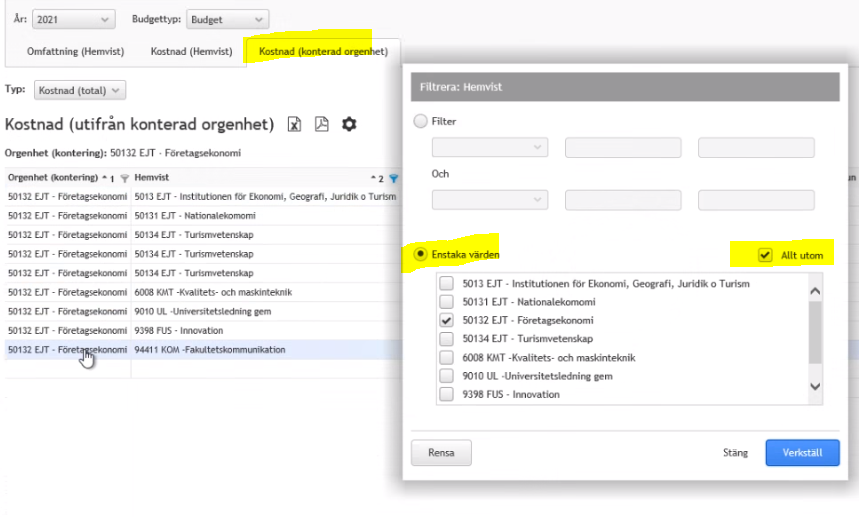 År: 2021 Budgettyp: Budget
Omfattning (Hemvist) Kostnad (Hemvist) Kostnad (konterad orgenhet)
Typ: Kostnad (total)
Kostnad (utifrån konterad orgenhet)
Orgenhet (kontering): 50132 EJT - Företagsekonomi
Orgenhet (kontering) 1 Hemvist 2
50132 EJT - Företagsekonomi 5013 EJT - Institutionen för Ekonomi, Geografi, Juridik o Turism
50132 EJT - Företagsekonomi 50131 EJT - Nationalekomomi
50132 EJT - Företagsekonomi 50134 EJT - Turismvetenskap
50132 EJT - Företagsekonomi 50134 EJT - Turismvetenskap
50132 EJT - Företagsekonomi 50134 EJT - Turismvetenskap
50132 EJT - Företagsekonomi 6008 KMT -Kvalitets- och maskinteknik
50132 EJT - Företagsekonomi 9010 UL -Universitetsledning gem
50132 EJT - Företagsekonomi 9398 FUS - Innovation
50132 EJT - Företagsekonomi 94411 KOM -Fakultetskommunikation
Filtrera: Hemvist
Filter
Och
Enstaka värden Allt utom
5013 EJT - Institutionen för Ekonomi, Geografi, Juridik o Turism
50131 EJT - Nationalekomomi
50132 EJT - Företagsekonomi
50134 EJT - Turismvetenskap
6008 KMT -Kvalitets- och maskinteknik
9010 UL -Universitetsledning gem
9398 FUS - Innovation
Rensa Stäng Verkställ